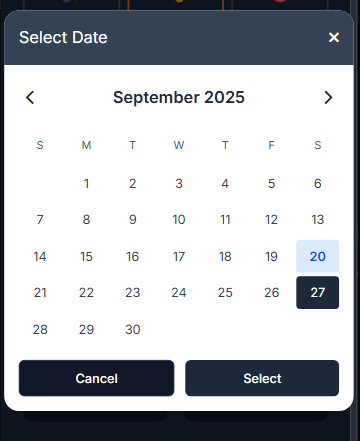 Select Date ×
September 2025
S M T W T F S
1 2 3 4 5 6
7 8 9 10 11 12 13
14 15 16 17 18 19 20
21 22 23 24 25 26 27
28 29 30
Cancel Select